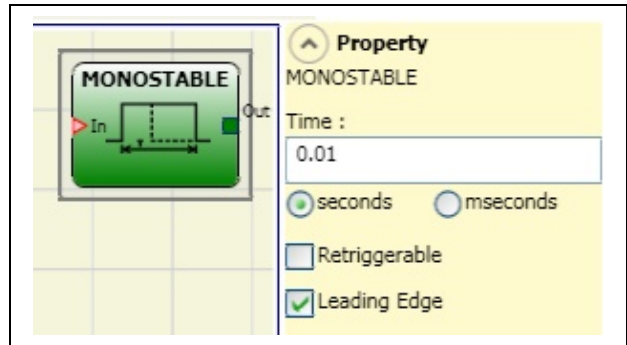 MONOSTABLE
In
Out
Property
MONOSTABLE
Time :
0.01
seconds mseconds
Retriggerable
Leading Edge